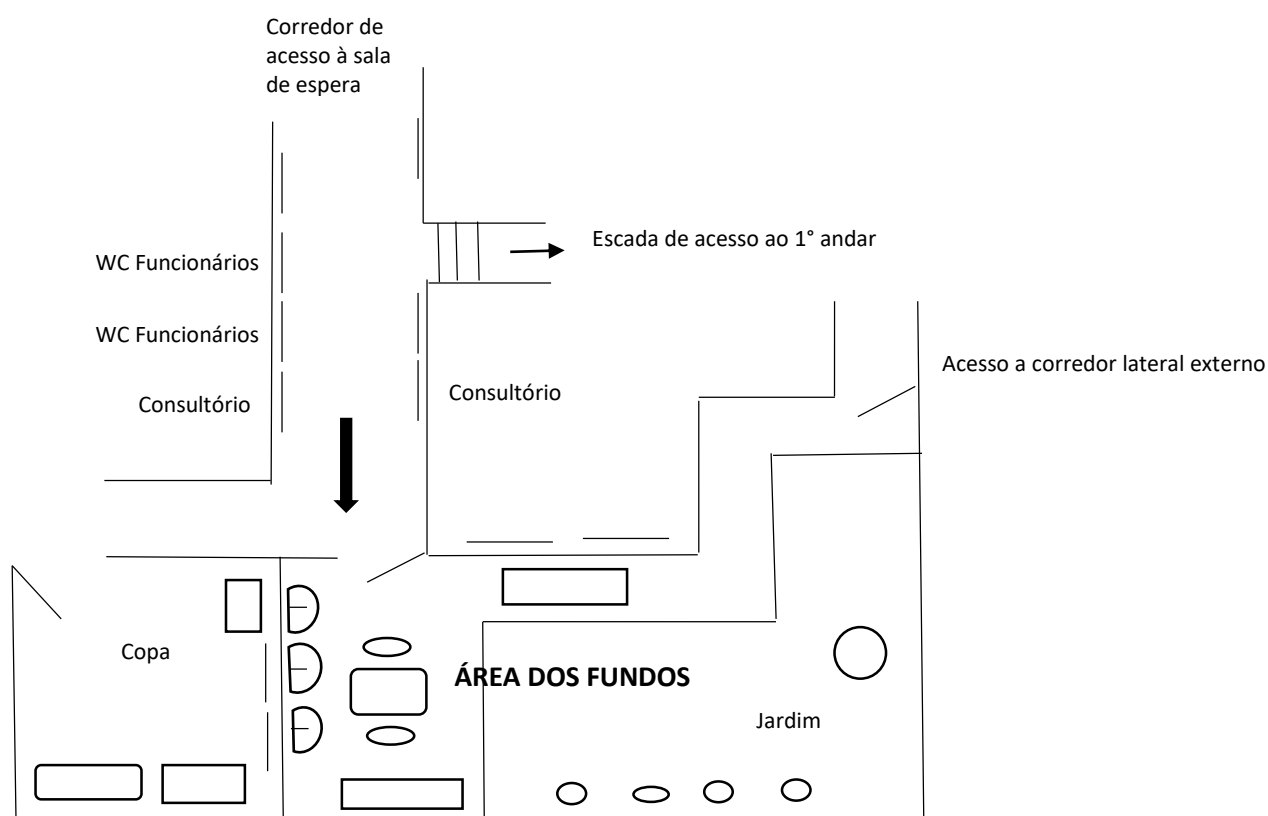 Corredor de
acesso à sala
de espera
Escada de acesso ao 1° andar
WC Funcionários
WC Funcionários
Acesso a corredor lateral externo
Consultório
Consultório
Copa
ÁREA DOS FUNDOS
Jardim